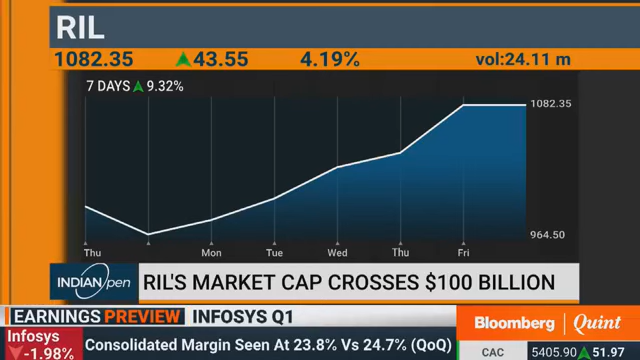 RIL
1082.35 ▲43.55 4.19% vol:24.11 m
7 DAYS ▲ 9.32%
1082.35
964.50
Thu Mon Tue Wed Thu Fri
INDIAN Open
RIL'S MARKET CAP CROSSES $100 BILLION
EARNINGS PREVIEW INFOSYS Q1
Bloomberg | Quint
Infosys
▼-1.98%
Consolidated Margin Seen At 23.8% Vs 24.7% (QoQ)
CAC 5405.90 ▲51.97